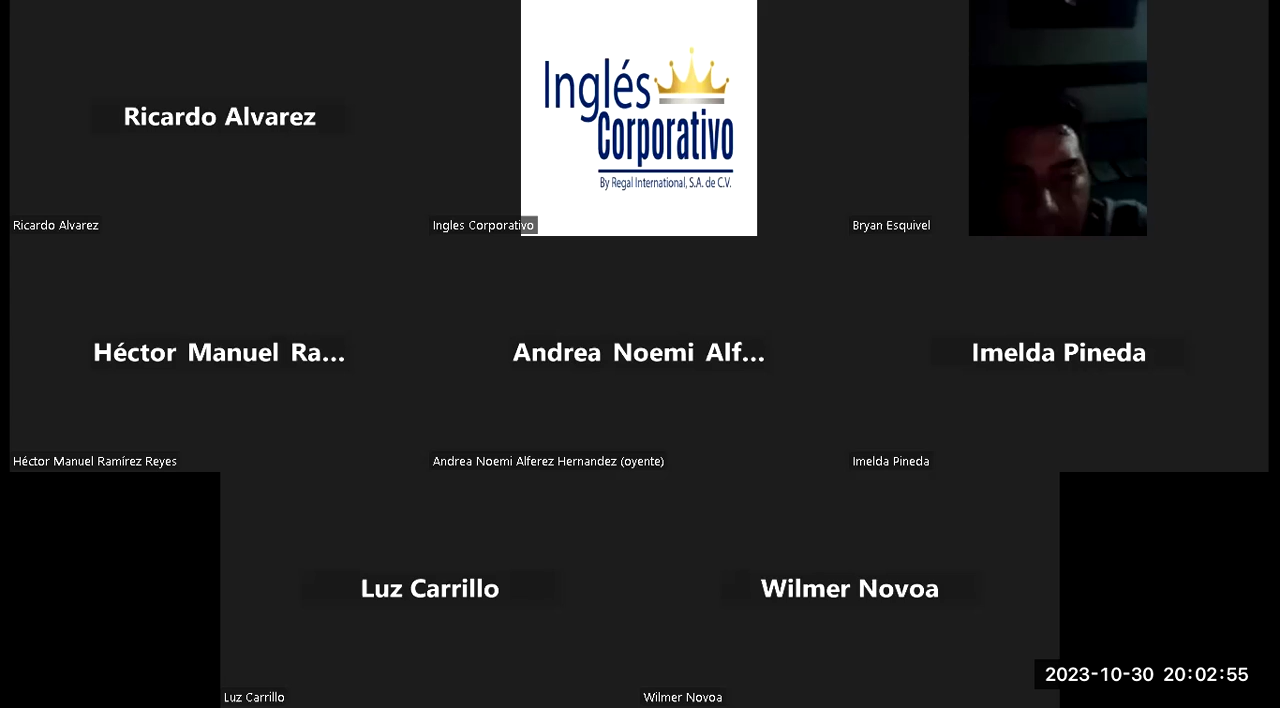 Ricardo Alvarez
Ricardo Alvarez
Inglés
Corporativo
By Regal International, S.A. de C.V.
Ingles Corporativo
Bryan Esquivel
Héctor Manuel Ra...
Héctor Manuel Ramírez Reyes
Andrea Noemi Alf...
Andrea Noemi Alferez Hernandez (oyente)
Imelda Pineda
Imelda Pineda
Luz Carrillo
Luz Carrillo
Wilmer Novoa
Wilmer Novoa
2023-10-30 20:02:55